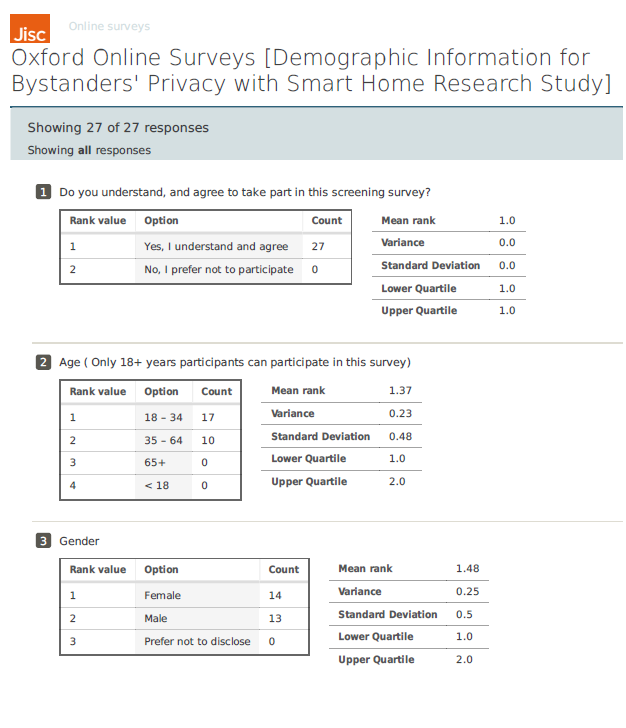 Jisc
Online surveys
Oxford Online Surveys [Demographic Information for
Bystanders' Privacy with Smart Home Research Study]
Showing 27 of 27 responses
Showing all responses
1 Do you understand, and agree to take part in this screening survey?
Rank value Option Count
1 Yes, I understand and agree 27
2 No, I prefer not to participate 0
Mean rank 1.0
Variance 0.0
Standard Deviation 0.0
Lower Quartile 1.0
Upper Quartile 1.0
2 Age ( Only 18+ years participants can participate in this survey)
Rank value Option Count
1 18 – 34 17
2 35 – 64 10
3 65+ 0
4 < 18 0
Mean rank 1.37
Variance 0.23
Standard Deviation 0.48
Lower Quartile 1.0
Upper Quartile 2.0
3 Gender
Rank value Option Count
1 Female 14
2 Male 13
3 Prefer not to disclose 0
Mean rank 1.48
Variance 0.25
Standard Deviation 0.5
Lower Quartile 1.0
Upper Quartile 2.0